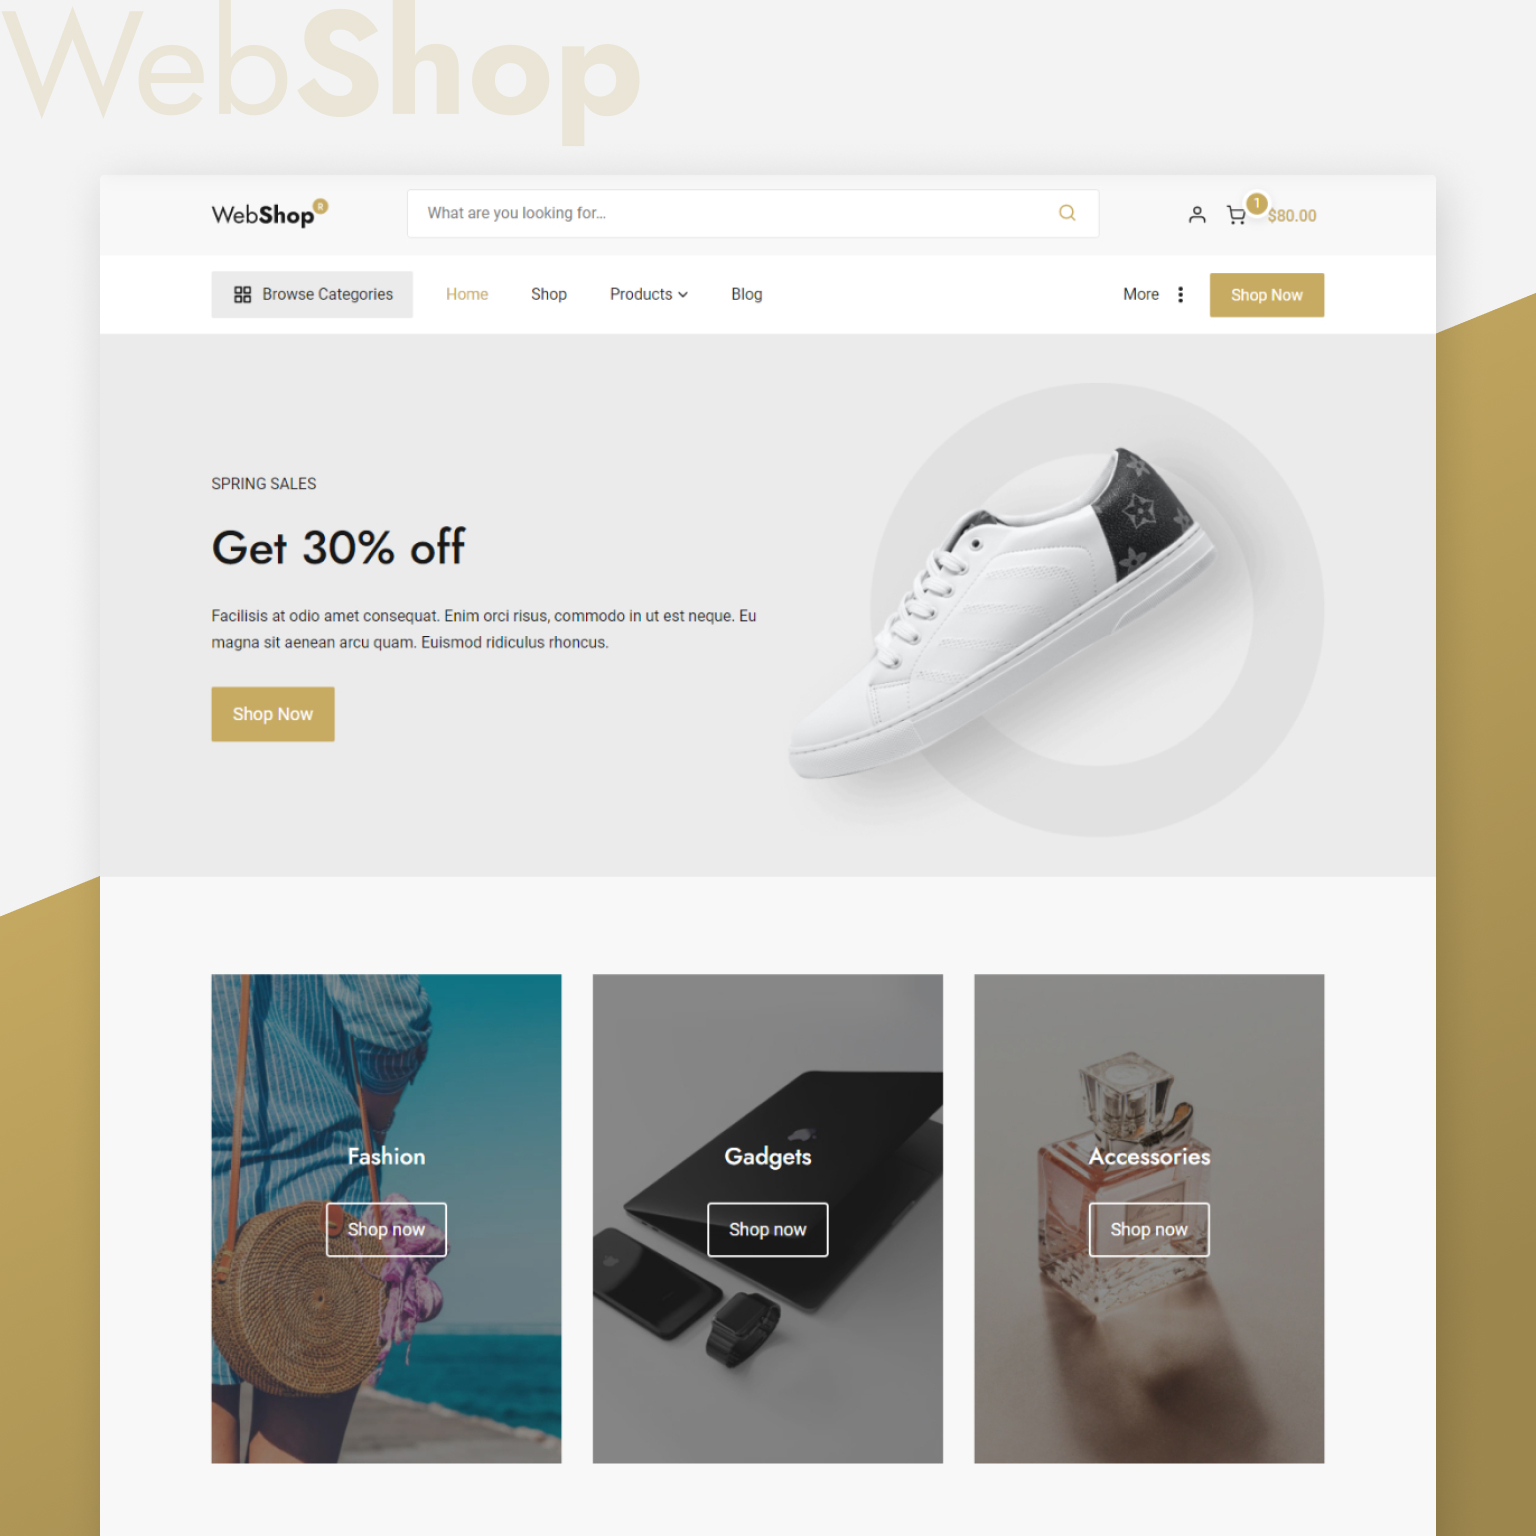 WebShop
WebShop R
What are you looking for...
1
$80.00
Browse Categories
Home
Shop
Products
Blog
More
Shop Now
SPRING SALES
Get 30% off
Facilisis at odio amet consequat. Enim orci risus, commodo in ut est neque. Eu
magna sit aenean arcu quam. Euismod ridiculus rhoncus.
Shop Now
Fashion
Shop now
Gadgets
Shop now
Accessories
Shop now